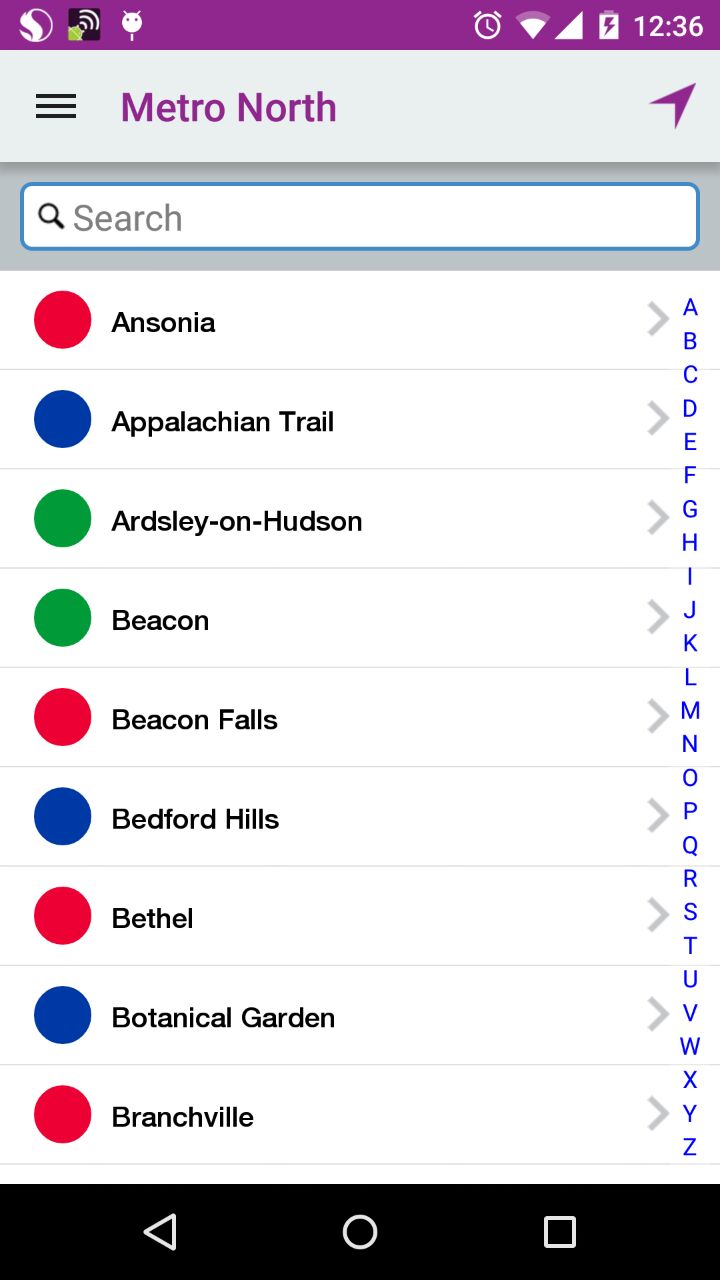 12:36
Metro North
Search
Ansonia
Appalachian Trail
Ardsley-on-Hudson
Beacon
Beacon Falls
Bedford Hills
Bethel
Botanical Garden
Branchville
A
B
C
D
E
F
G
H
I
J
K
L
M
N
O
P
Q
R
S
T
U
V
W
X
Y
Z